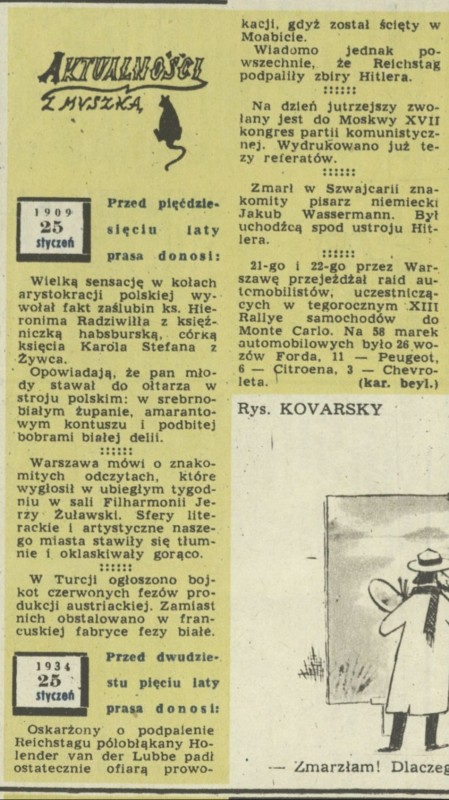 AKTUALNOŚCI
Z MYSZKĄ
1909
25
styczeń
Przed pięćdzie-
sięciu laty
prasa donosi:
Wielką sensację w kołach
arystokracji polskiej wy-
wołał fakt zaślubin ks. Hie-
ronima Radziwiłła z księż-
niczką habsburską, córką
księcia Karola Stefana z
Żywca.
Opowiadają, że pan mło-
dy stawał do ołtarza w
stroju polskim: w srebrno-
białym żupanie, amaranto-
wym kontuszu i podbitej
bobrami białej delii.
::::::
Warszawa mówi o znako-
mitych odczytach, które
wygłosił w ubiegłym tygod-
niu w sali Filharmonii Je-
rzy Żuławski. Sfery lite-
rackie i artystyczne nasze-
go miasta stawiły się tłum-
nie i oklaskiwały gorąco.
::::::
W Turcji ogłoszono boj-
kot czerwonych fezów pro-
dukcji austriackiej. Zamiast
nich obstalowano w fran-
cuskiej fabryce fezy białe.
1934
25
styczeń
Przed dwudzie-
stu pięciu laty
prasa donosi:
Oskarżony o podpalenie
Reichstagu półobłąkany Ho-
lender van der Lubbe padł
ostatecznie ofiarą prowo-
kacji, gdyż został ścięty w
Moabicie.
Wiadomo jednak po-
wszechnie, że Reichstag
podpaliły zbiry Hitlera.
::::::
Na dzień jutrzejszy zwo-
łany jest do Moskwy XVII
kongres partii komunistycz-
nej. Wydrukowano już te-
zy referatów.
::::::
Zmarł w Szwajcarii zna-
komity pisarz niemiecki
Jakub Wassermann. Był
uchodźcą spod ustroju Hit-
lera.
::::::
21-go i 22-go przez War-
szawę przejeżdżał raid au-
tomobilistów, uczestniczą-
cych w tegorocznym XIII
Rallye samochodów do
Monte Carlo. Na 58 marek
automobilowych było 26 wo-
zów Forda, 11 — Peugeot,
6 — Citroena, 3 — Chevro-
leta. (kar. beyl.)
Rys. KOVARSKY
— Zmarzłam! Dlaczeg